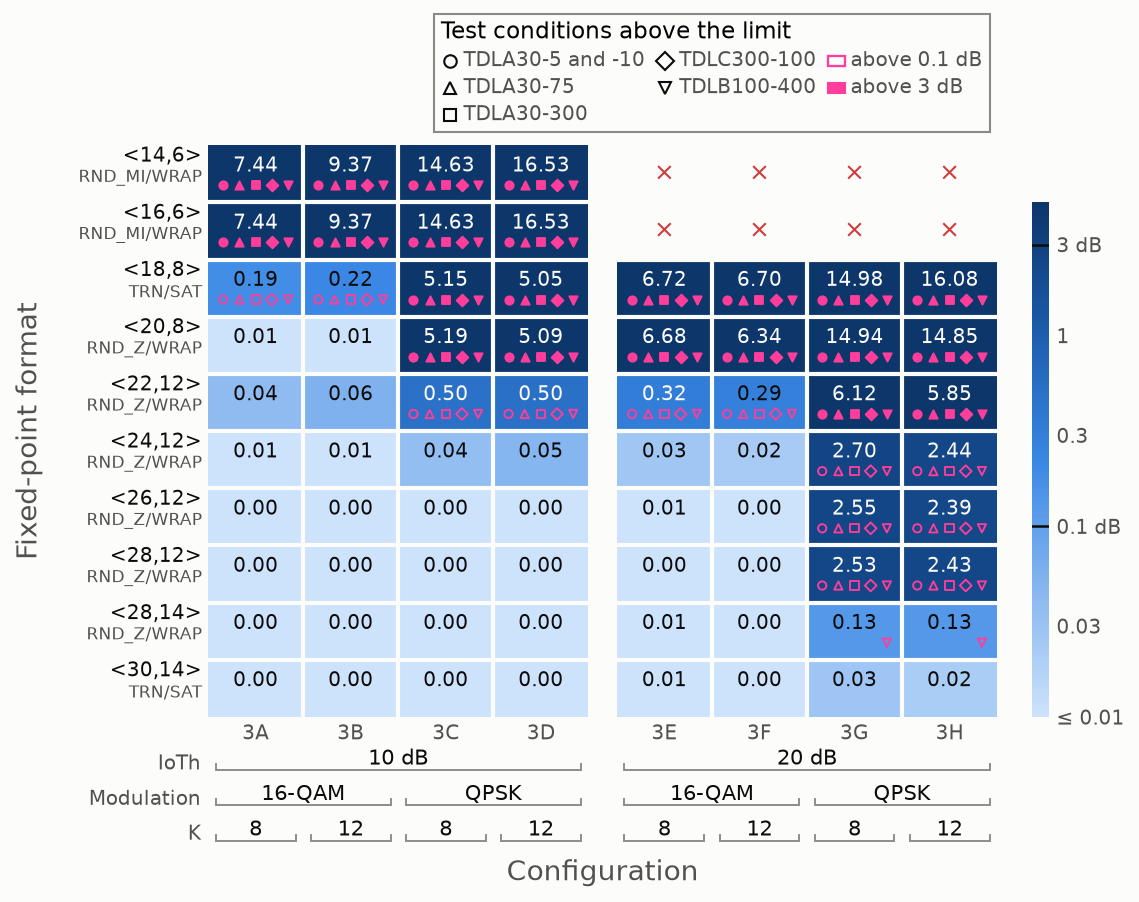 Test conditions above the limit
TDLA30-5 and -10 TDLC300-100 above 0.1 dB
TDLA30-75 TDLB100-400 above 3 dB
TDLA30-300
Fixed-point format
<14,6> 7.44 9.37 14.63 16.53
RND_MI/WRAP
<16,6> 7.44 9.37 14.63 16.53
RND_MI/WRAP
<18,8> 0.19 0.22 5.15 5.05 6.72 6.70 14.98 16.08
TRN/SAT
<20,8> 0.01 0.01 5.19 5.09 6.68 6.34 14.94 14.85
RND_Z/WRAP
<22,12> 0.04 0.06 0.50 0.50 0.32 0.29 6.12 5.85
RND_Z/WRAP
<24,12> 0.01 0.01 0.04 0.05 0.03 0.02 2.70 2.44
RND_Z/WRAP
<26,12> 0.00 0.00 0.00 0.00 0.01 0.00 2.55 2.39
RND_Z/WRAP
<28,12> 0.00 0.00 0.00 0.00 0.00 0.00 2.53 2.43
RND_Z/WRAP
<28,14> 0.00 0.00 0.00 0.00 0.01 0.00 0.13 0.13
RND_Z/WRAP
<30,14> 0.00 0.00 0.00 0.00 0.01 0.00 0.03 0.02
TRN/SAT
3 dB
1
0.3
0.1 dB
0.03
≤ 0.01
3A 3B 3C 3D 3E 3F 3G 3H
IoTh 10 dB 20 dB
Modulation 16-QAM QPSK 16-QAM QPSK
K 8 12 8 12 8 12 8 12
Configuration